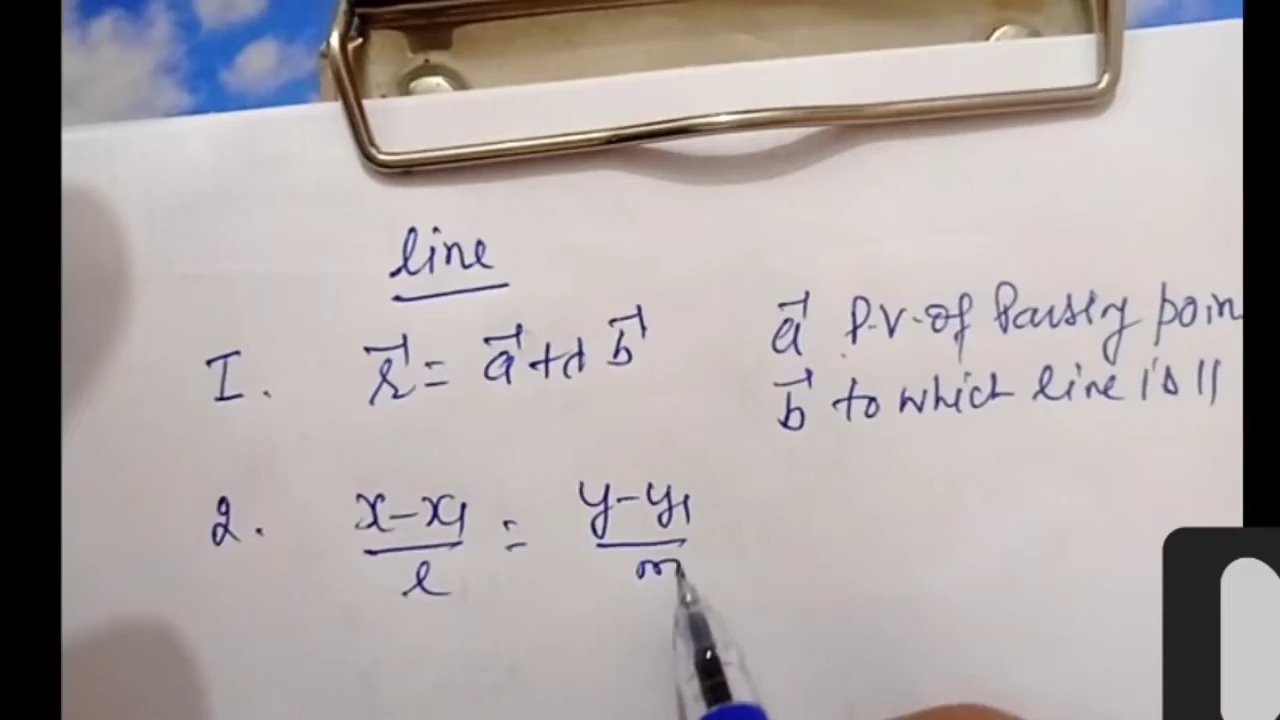 line
I. r⃗ = a⃗ + λ b⃗
a⃗ P.V. of Passing poin
b⃗ to which line is ||
2. x-x₁/l = y-y₁/m